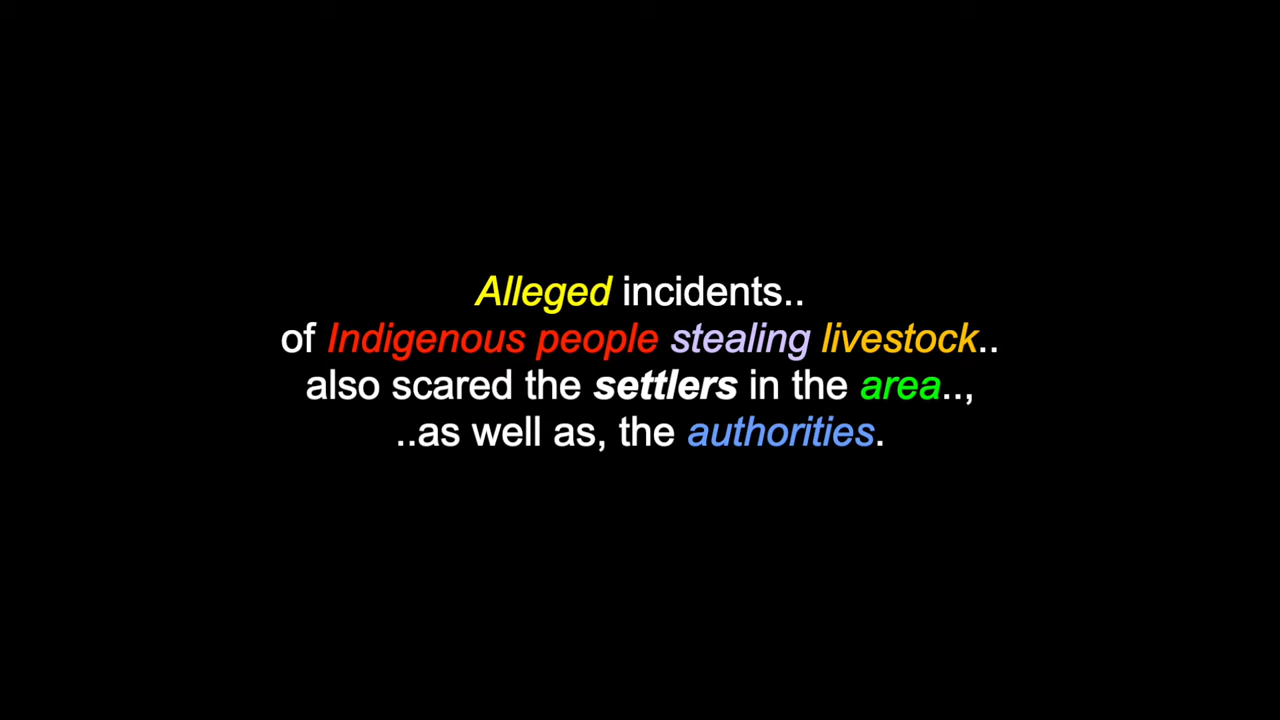 Alleged incidents..
of Indigenous people stealing livestock..
also scared the settlers in the area..,
..as well as, the authorities.